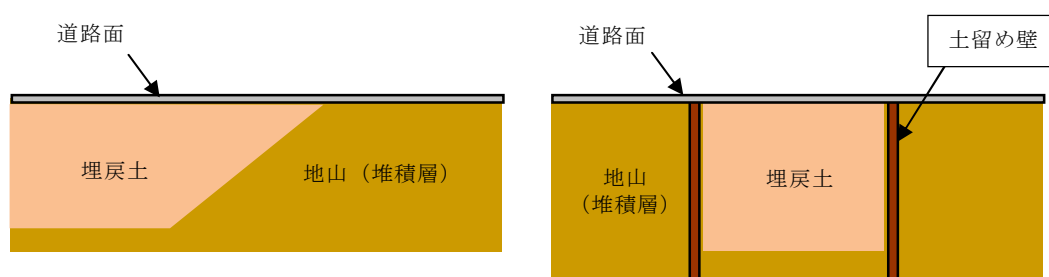 道路面
埋戻土
地山（堆積層）
道路面
土留め壁
地山
（堆積層）
埋戻土